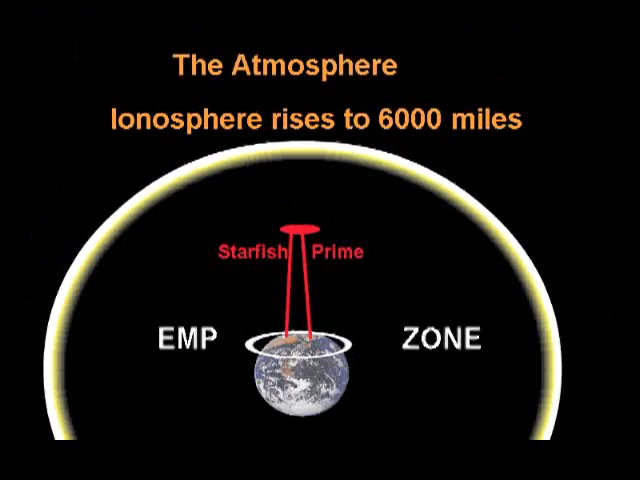 The Atmosphere
Ionosphere rises to 6000 miles
Starfish Prime
EMP ZONE